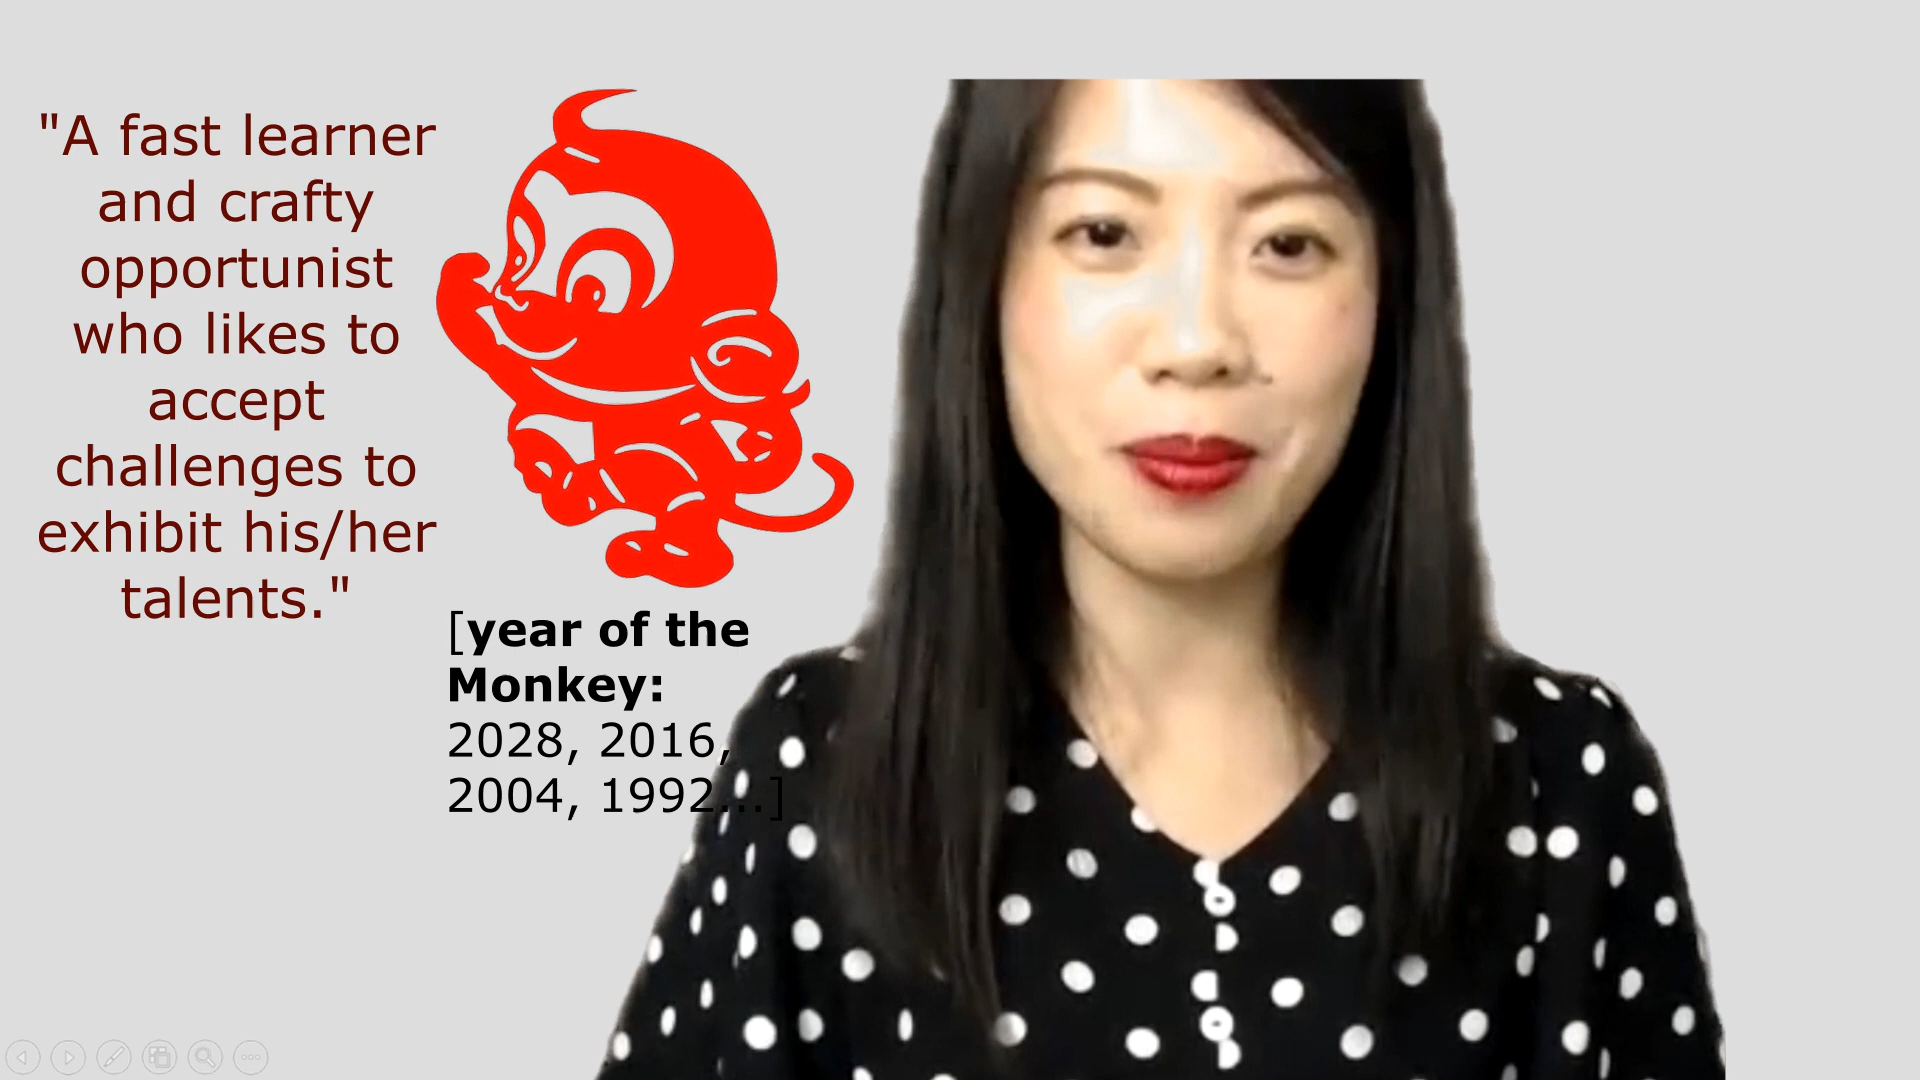 "A fast learner
and crafty
opportunist
who likes to
accept
challenges to
exhibit his/her
talents."
[year of the
Monkey:
2028, 2016,
2004, 1992...]